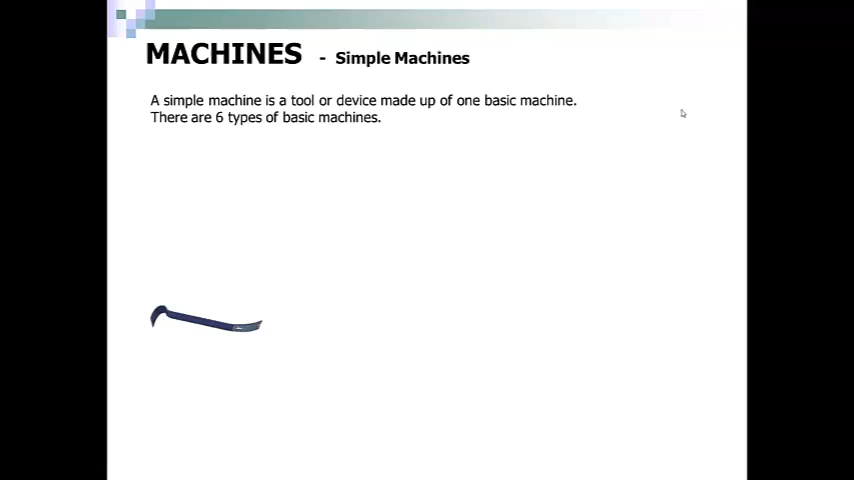 MACHINES - Simple Machines
A simple machine is a tool or device made up of one basic machine.
There are 6 types of basic machines.